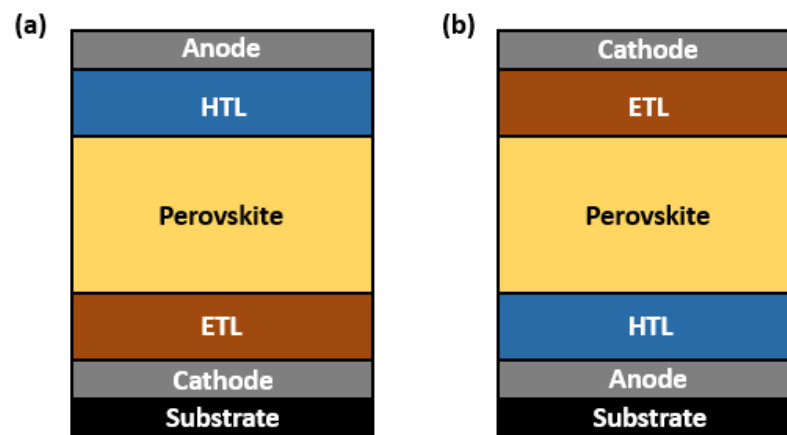 (a)
Anode
HTL
Perovskite
ETL
Cathode
Substrate
(b)
Cathode
ETL
Perovskite
HTL
Anode
Substrate